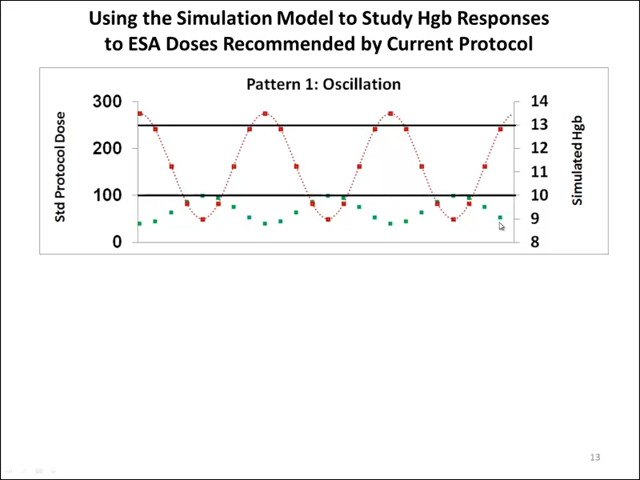 Using the Simulation Model to Study Hgb Responses
to ESA Doses Recommended by Current Protocol
Pattern 1: Oscillation
Std Protocol Dose
300
200
100
0
14
13
12
11
10
9
8
Simulated Hgb
13